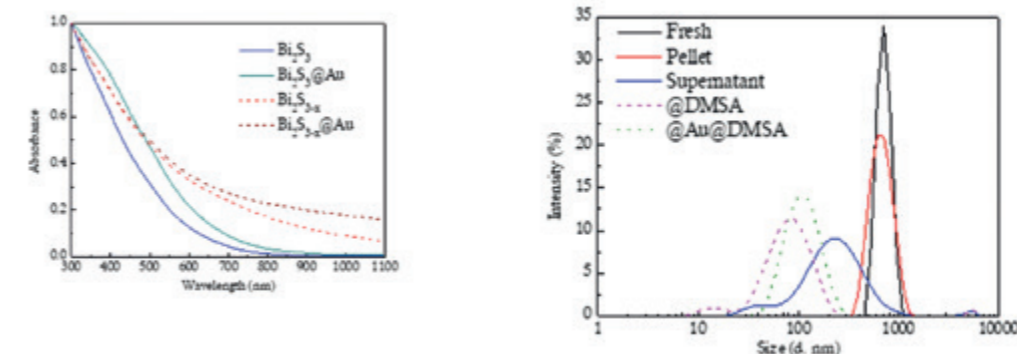 1.0
0.8
0.6
0.4
0.2
0.0
Absorbance
Bi2S3
Bi2S3@Au
Bi2S3-x
Bi2S3-x@Au
300 400 500 600 700 800 900 1000 1100
Wavelength (nm)
35
30
25
20
15
10
5
0
Intensity (%)
Fresh
Pellet
Supernatant
@DMSA
@Au@DMSA
1 10 100 1000 10000
Size (d. nm)